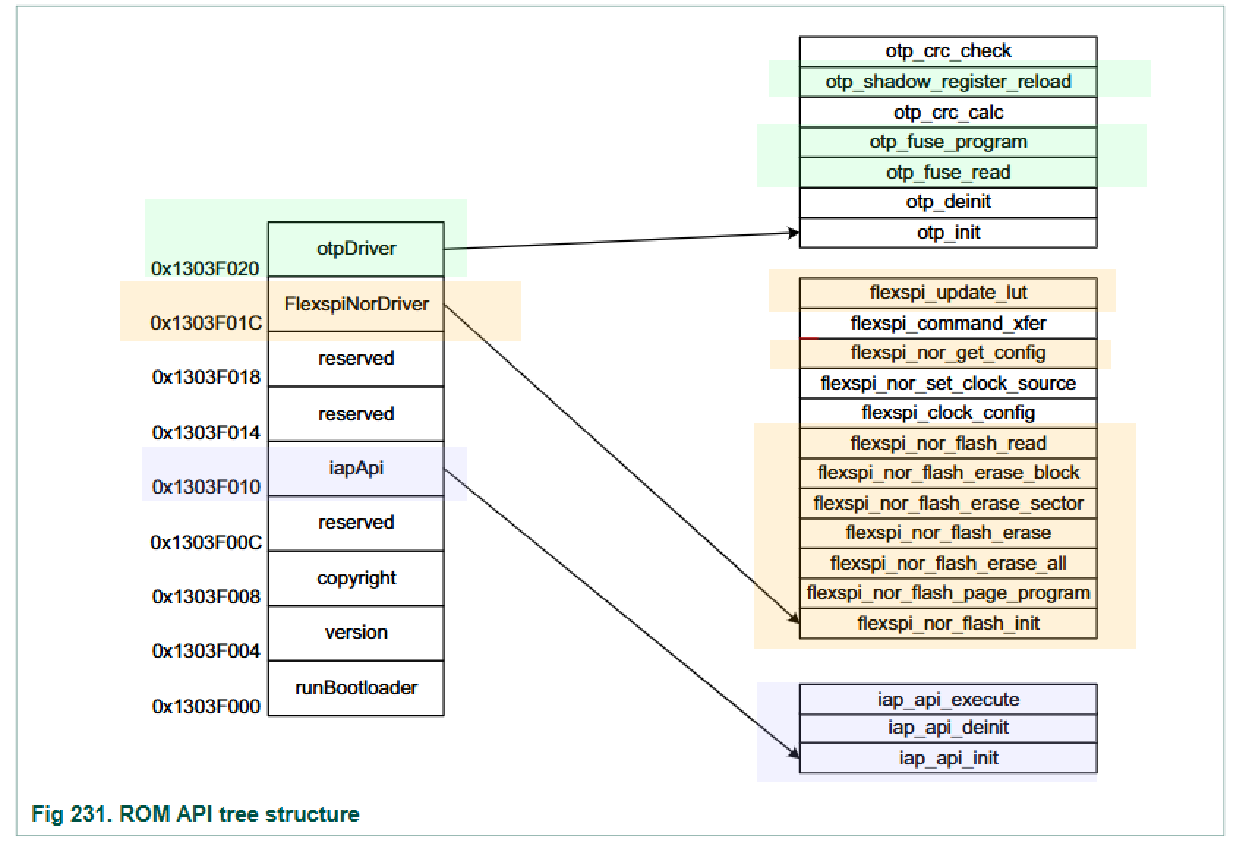 otp_crc_check
otp_shadow_register_reload
otp_crc_calc
otp_fuse_program
otp_fuse_read
otp_deinit
otp_init
otpDriver
0x1303F020
FlexspiNorDriver
0x1303F01C
reserved
0x1303F018
reserved
0x1303F014
iapApi
0x1303F010
reserved
0x1303F00C
copyright
0x1303F008
version
0x1303F004
runBootloader
0x1303F000
flexspi_update_lut
flexspi_command_xfer
flexspi_nor_get_config
flexspi_nor_set_clock_source
flexspi_clock_config
flexspi_nor_flash_read
flexspi_nor_flash_erase_block
flexspi_nor_flash_erase_sector
flexspi_nor_flash_erase
flexspi_nor_flash_erase_all
flexspi_nor_flash_page_program
flexspi_nor_flash_init
iap_api_execute
iap_api_deinit
iap_api_init
Fig 231. ROM API tree structure